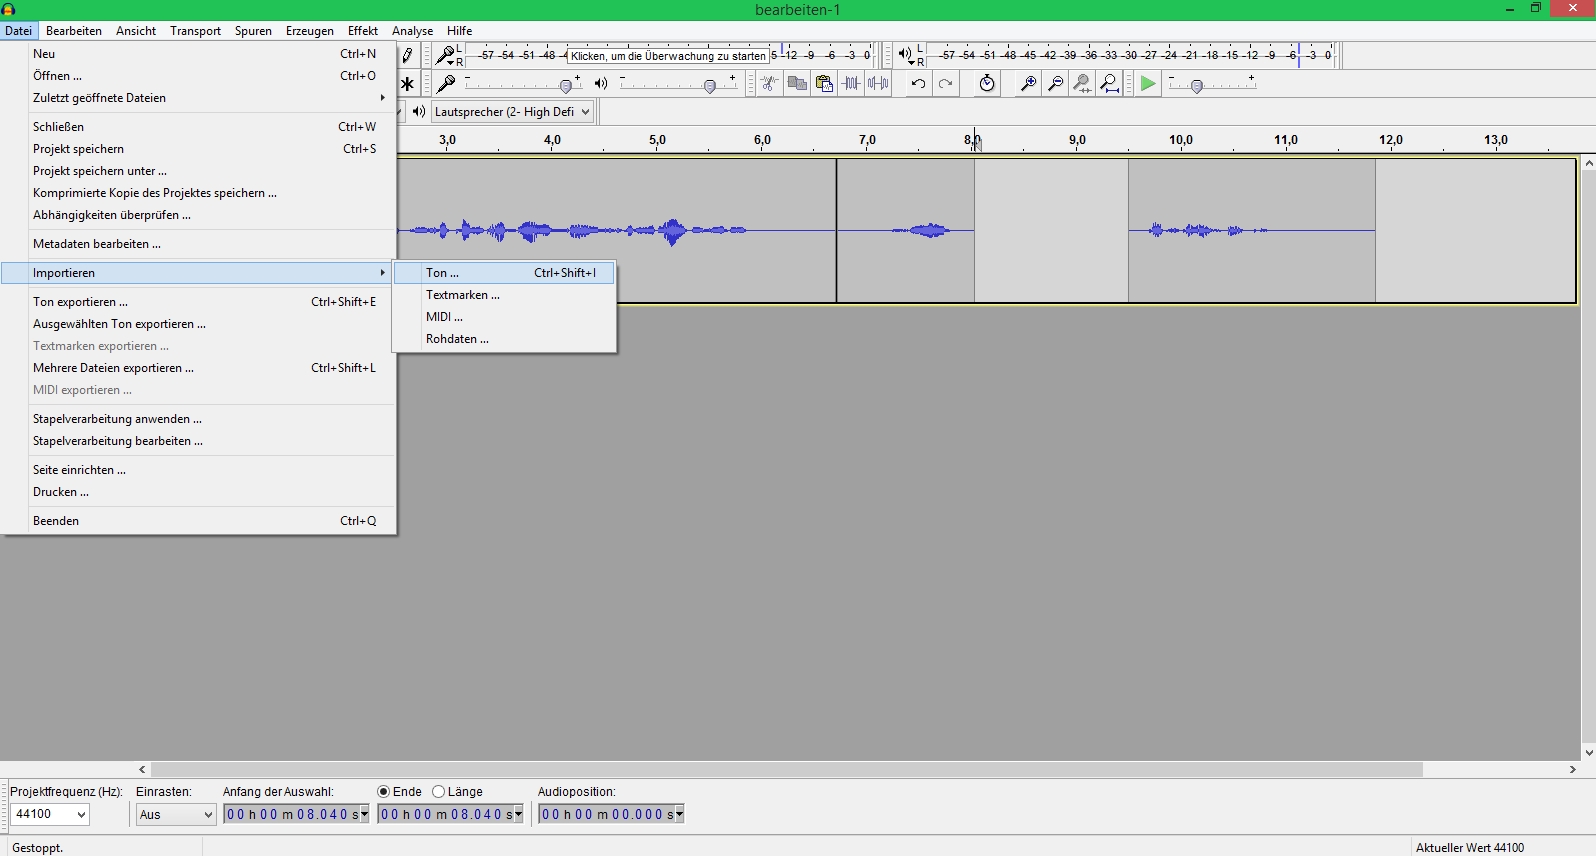 bearbeiten-1
Datei Bearbeiten Ansicht Transport Spuren Erzeugen Effekt Analyse Hilfe
Neu Ctrl+N
Öffnen ... Ctrl+O
Zuletzt geöffnete Dateien
Schließen Ctrl+W
Projekt speichern Ctrl+S
Projekt speichern unter ...
Komprimierte Kopie des Projektes speichern ...
Abhängigkeiten überprüfen ...
Metadaten bearbeiten ...
Importieren
Ton exportieren ... Ctrl+Shift+E
Ausgewählten Ton exportieren ...
Textmarken exportieren ...
Mehrere Dateien exportieren ... Ctrl+Shift+L
MIDI exportieren ...
Stapelverarbeitung anwenden ...
Stapelverarbeitung bearbeiten ...
Seite einrichten ...
Drucken ...
Beenden Ctrl+Q
Ton ... Ctrl+Shift+I
Textmarken ...
MIDI ...
Rohdaten ...
L
R
-57 -54 -51 -48 Klicken, um die Überwachung zu starten -12 -9 -6 -3 0
L
R
-57 -54 -51 -48 -45 -42 -39 -36 -33 -30 -27 -24 -21 -18 -15 -12 -9 -6 -3 0
- + - + - +
Lautsprecher (2- High Defi
3,0 4,0 5,0 6,0 7,0 8,0 9,0 10,0 11,0 12,0 13,0
Projektfrequenz (Hz): Einrasten: Anfang der Auswahl: Ende Länge Audioposition:
44100 Aus 00 h 00 m 08.040 s 00 h 00 m 08.040 s 00 h 00 m 00.000 s
Gestoppt. Aktueller Wert 44100